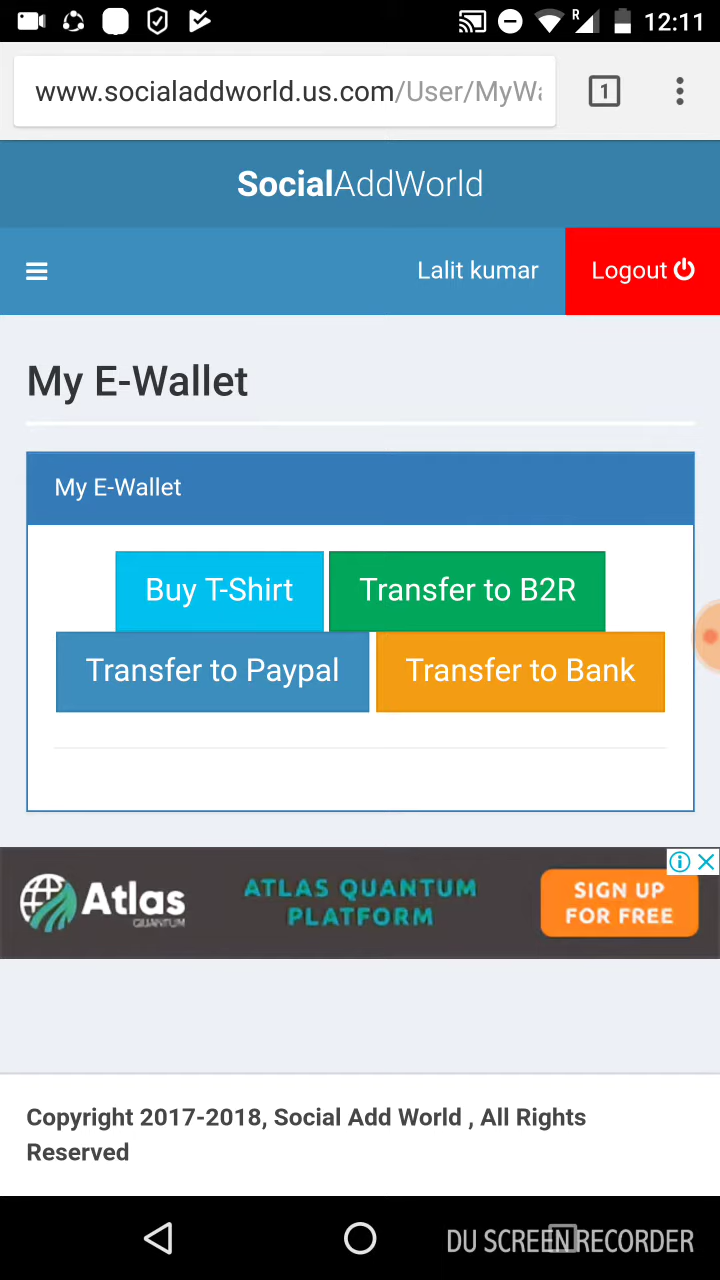 R 12:11
www.socialaddworld.us.com/User/MyWa
1
SocialAddWorld
Lalit kumar Logout
My E-Wallet
My E-Wallet
Buy T-Shirt Transfer to B2R
Transfer to Paypal Transfer to Bank
Atlas QUANTUM
ATLAS QUANTUM
PLATFORM
SIGN UP
FOR FREE
Copyright 2017-2018, Social Add World , All Rights
Reserved
DU SCREEN RECORDER